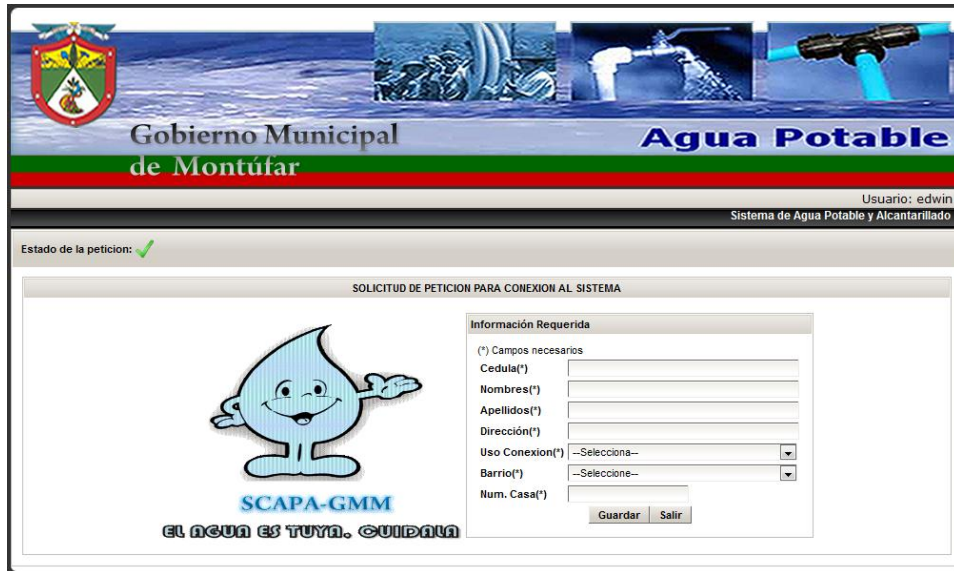 Gobierno Municipal
de Montúfar
Agua Potable
Usuario: edwin
Sistema de Agua Potable y Alcantarillado
Estado de la peticion:
SOLICITUD DE PETICION PARA CONEXION AL SISTEMA
Información Requerida
(*) Campos necesarios
Cedula(*)
Nombres(*)
Apellidos(*)
Dirección(*)
Uso Conexion(*) --Selecciona--
Barrio(*) --Seleccione--
Num. Casa(*)
Guardar Salir
SCAPA-GMM
EL AGUA ES TUYA. CUIDALA